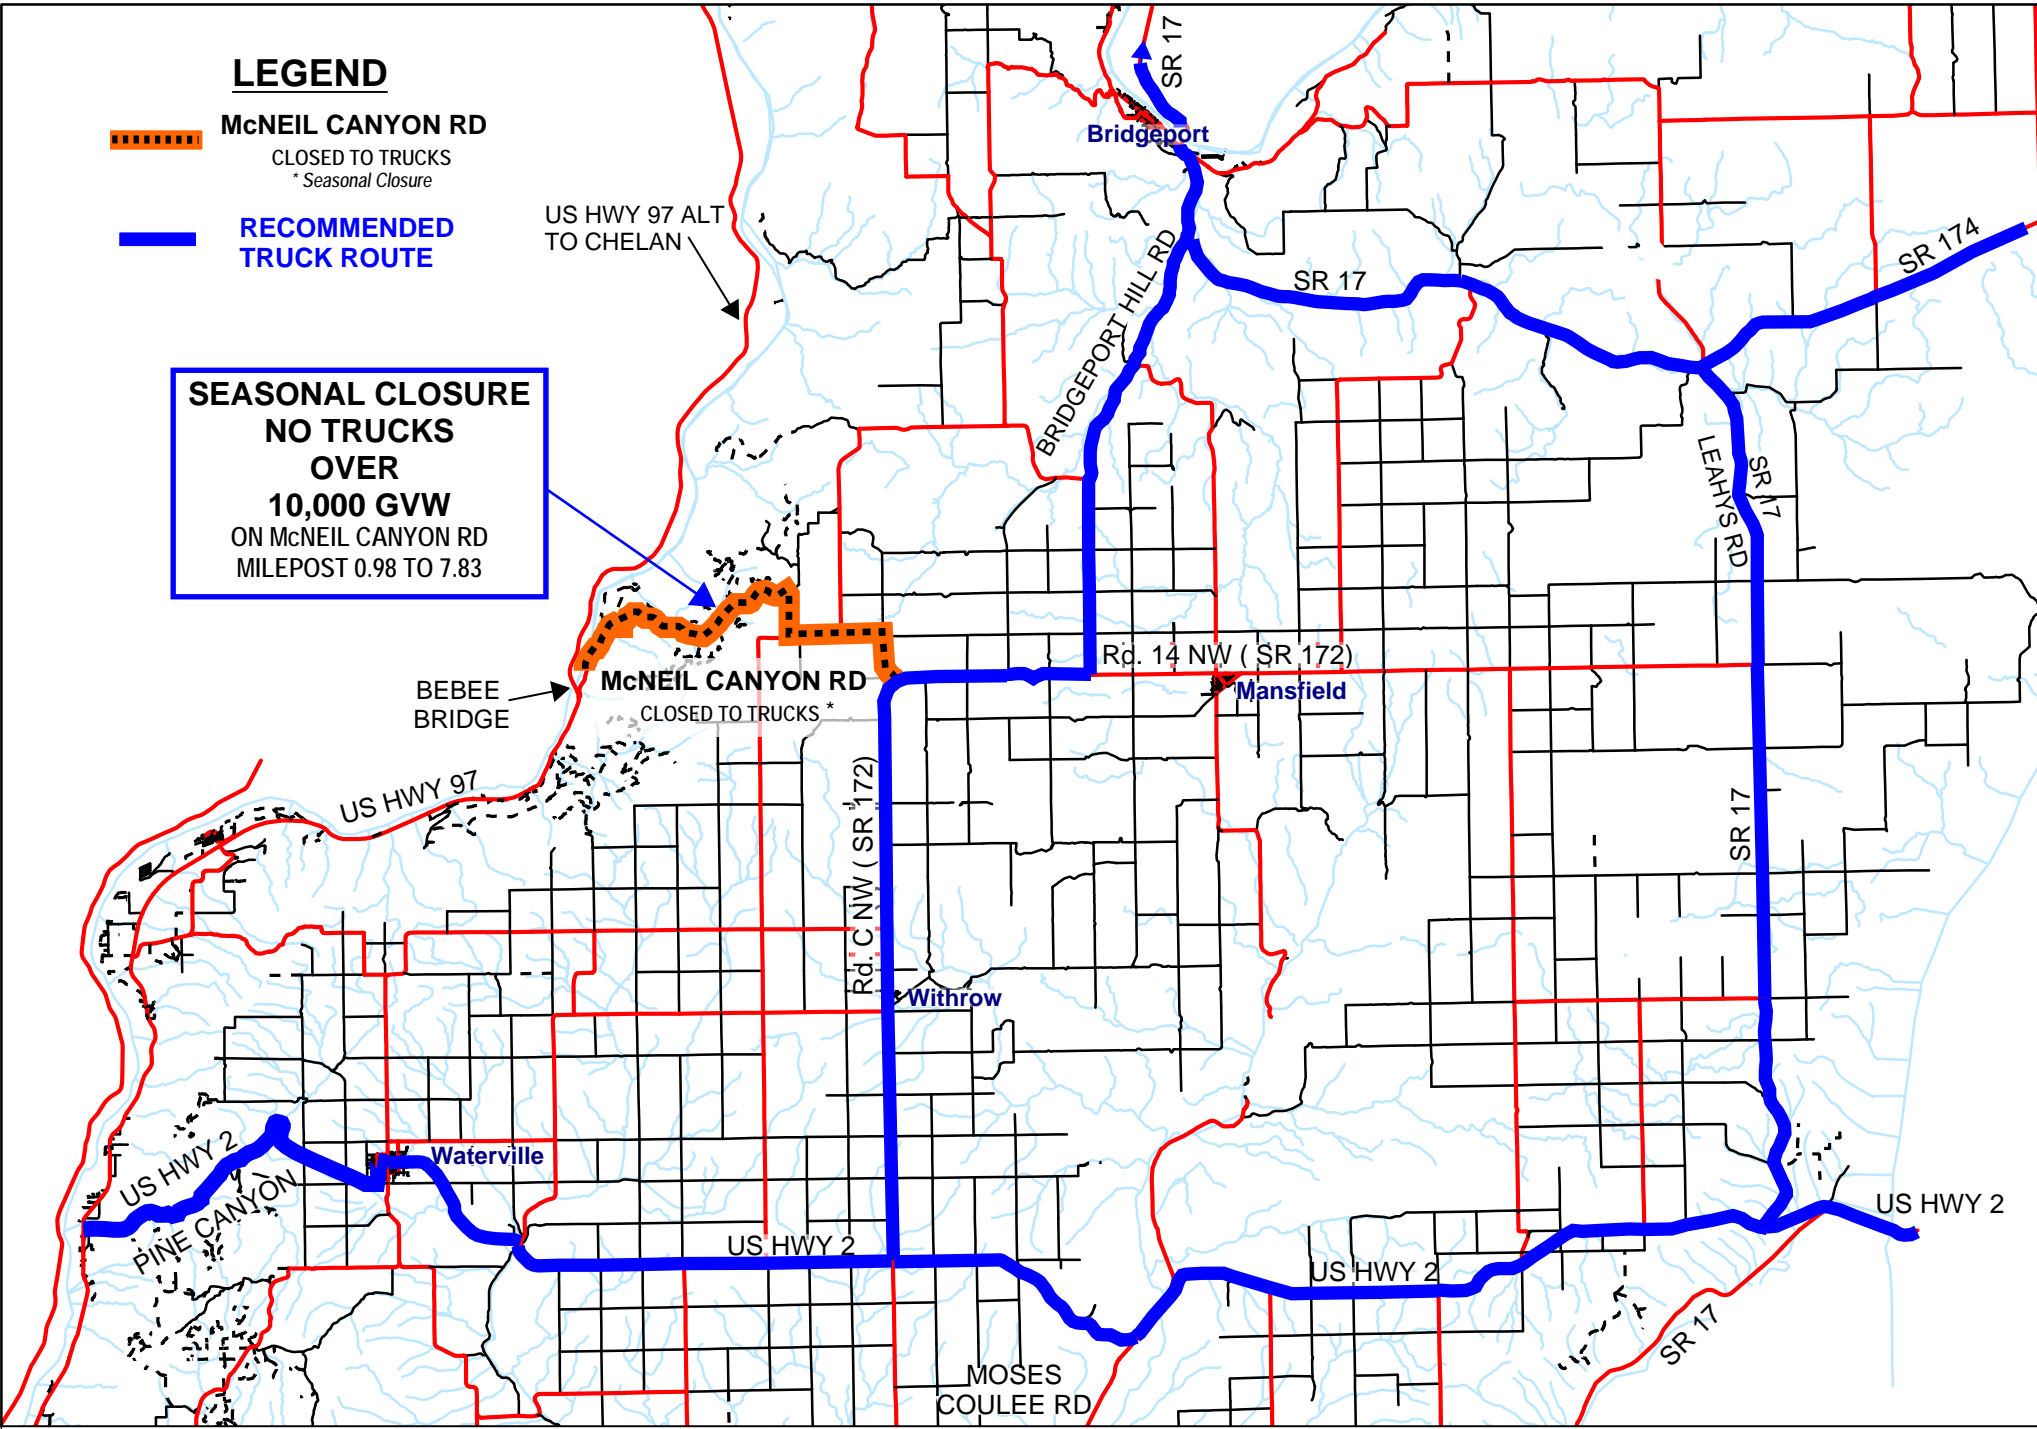 LEGEND
McNEIL CANYON RD
CLOSED TO TRUCKS
* Seasonal Closure
RECOMMENDED
TRUCK ROUTE
SEASONAL CLOSURE
NO TRUCKS
OVER
10,000 GVW
ON McNEIL CANYON RD
MILEPOST 0.98 TO 7.83
US HWY 97 ALT
TO CHELAN
SR 17
Bridgeport
BRIDGEPORT HILL RD
SR 17
SR 174
LEAHYS RD
SR 17
Rd. 14 NW ( SR 172)
Mansfield
McNEIL CANYON RD
CLOSED TO TRUCKS *
BEBEE
BRIDGE
US HWY 97
Rd. C NW ( SR 172)
SR 17
Withrow
Waterville
US HWY 2
PINE CANYON
US HWY 2
US HWY 2
US HWY 2
SR 17
MOSES
COULEE RD